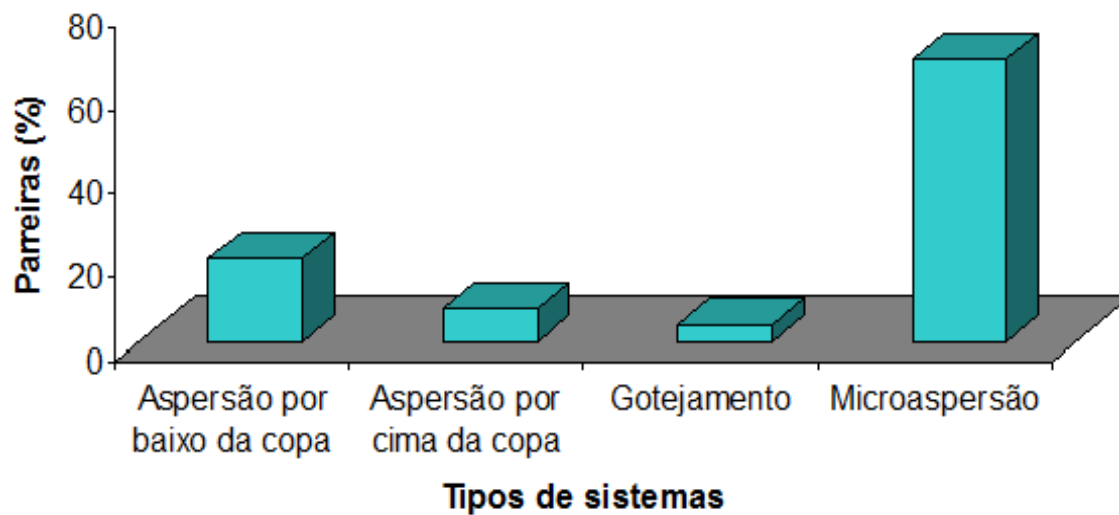 Parreiras (%)
80
60
40
20
0
Aspersão por
baixo da copa
Aspersão por
cima da copa
Gotejamento
Microaspersão
Tipos de sistemas